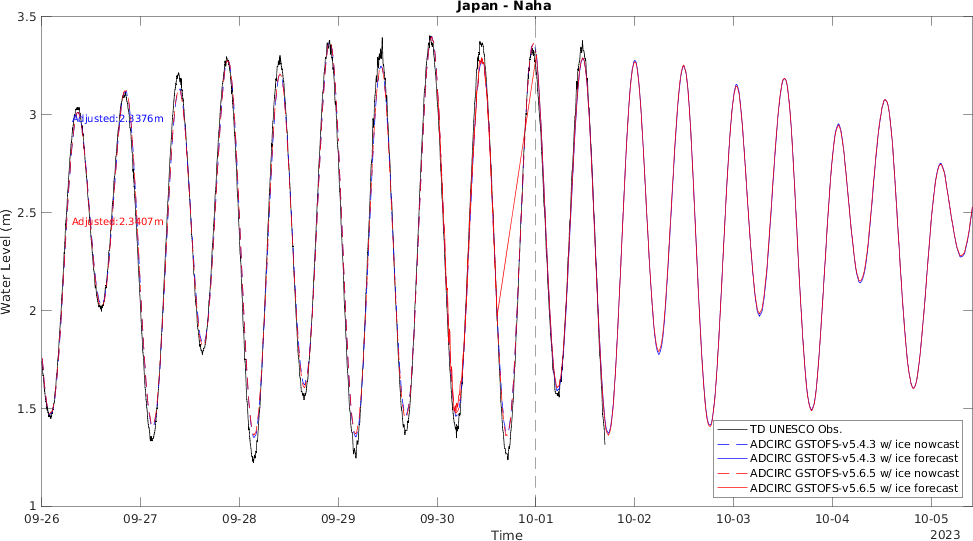 Japan - Naha
3.5
3
2.5
2
1.5
1
Water Level (m)
Adjusted:2.3376m
Adjusted:2.3407m
TD UNESCO Obs.
ADCIRC GSTOFS-v5.4.3 w/ ice nowcast
ADCIRC GSTOFS-v5.4.3 w/ ice forecast
ADCIRC GSTOFS-v5.6.5 w/ ice nowcast
ADCIRC GSTOFS-v5.6.5 w/ ice forecast
09-26 09-27 09-28 09-29 09-30 10-01 10-02 10-03 10-04 10-05
Time
2023